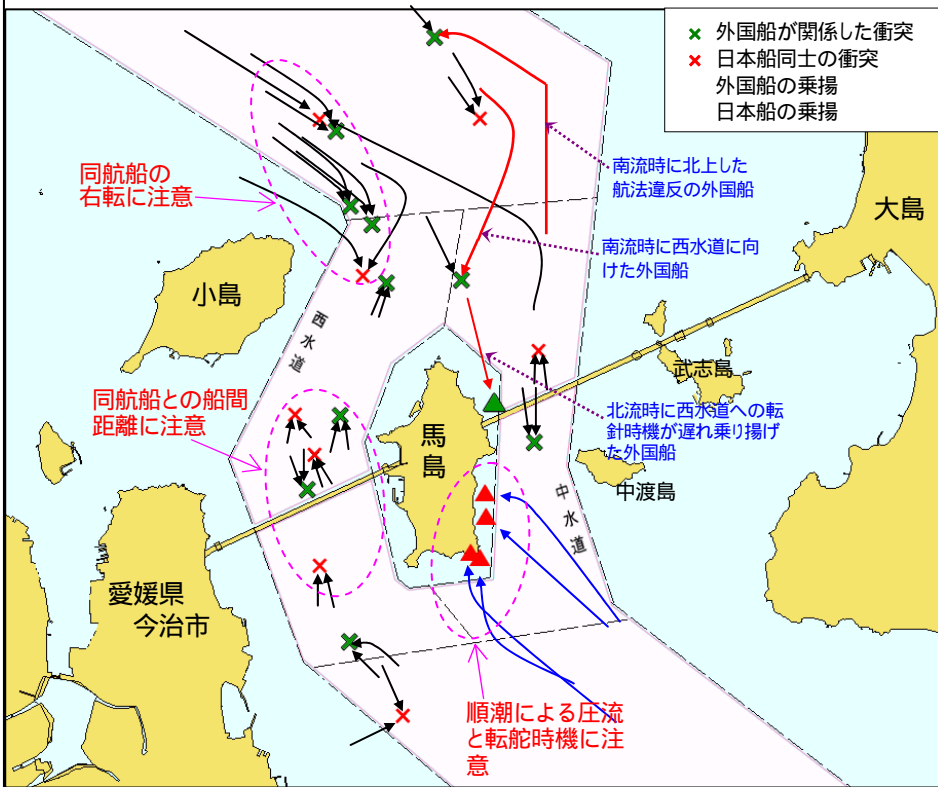 外国船が関係した衝突
日本船同士の衝突
外国船の乗揚
日本船の乗揚
同航船の
右転に注意
南流時に北上した
航法違反の外国船
大島
南流時に西水道に向
けた外国船
小島
西水道
武志島
同航船との船間
距離に注意
北流時に西水道への転
針時機が遅れ乗り揚げ
た外国船
馬島
中渡島
中水道
愛媛県
今治市
順潮による圧流
と転舵時機に注
意